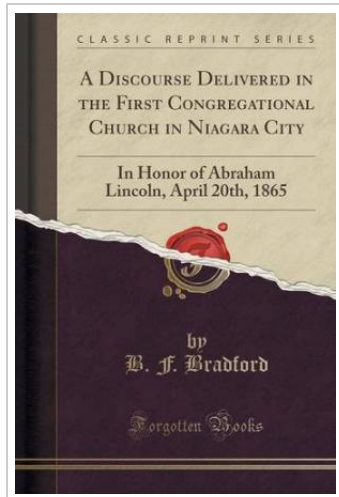 CLASSIC REPRINT SERIES
A DISCOURSE DELIVERED IN
THE FIRST CONGREGATIONAL
CHURCH IN NIAGARA CITY
In Honor of Abraham
Lincoln, April 20th, 1865
F
by
B. F. Bradford
Forgotten Books